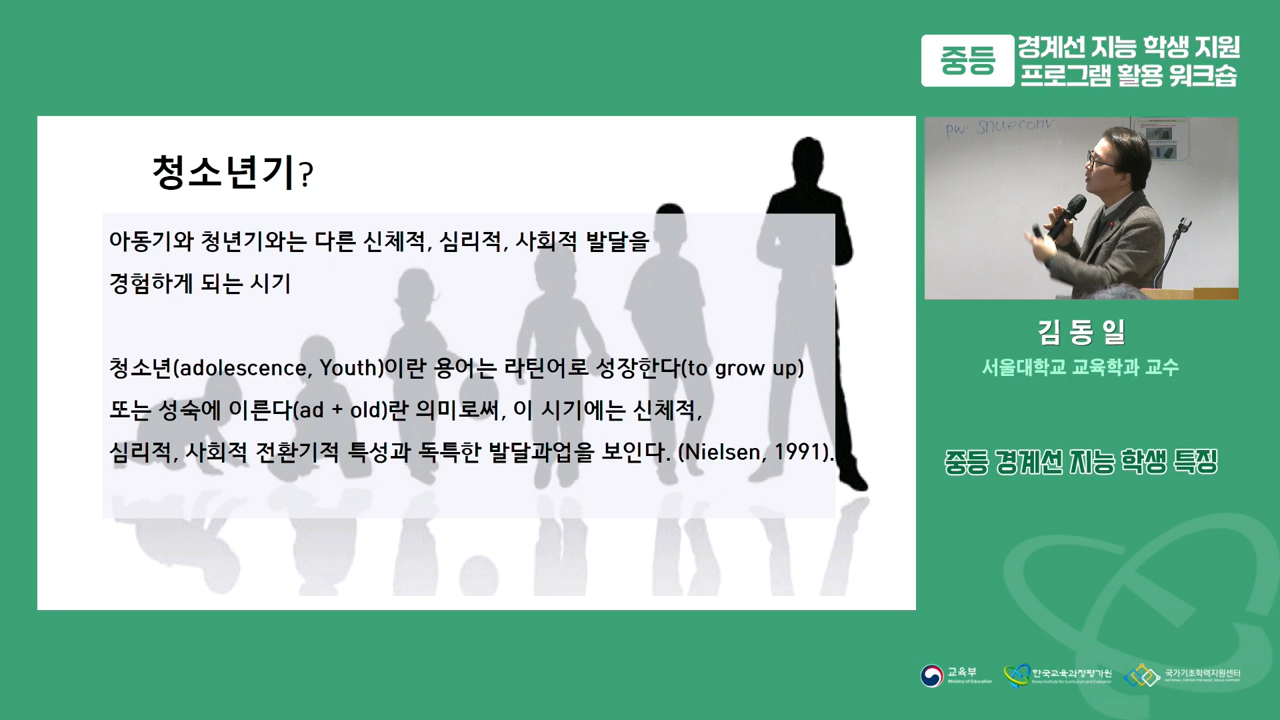 중등
경계선 지능 학생 지원
프로그램 활용 워크숍
청소년기?
아동기와 청년기와는 다른 신체적, 심리적, 사회적 발달을
경험하게 되는 시기
청소년(adolescence, Youth)이란 용어는 라틴어로 성장한다(to grow up)
또는 성숙에 이른다(ad + old)란 의미로써, 이 시기에는 신체적,
심리적, 사회적 전환기적 특성과 독특한 발달과업을 보인다. (Nielsen, 1991).
pw: snueconv
김동일
서울대학교 교육학과 교수
중등 경계선 지능 학생 특징
교육부
Ministry of Education
한국교육과정평가원
국가기초학력지원센터